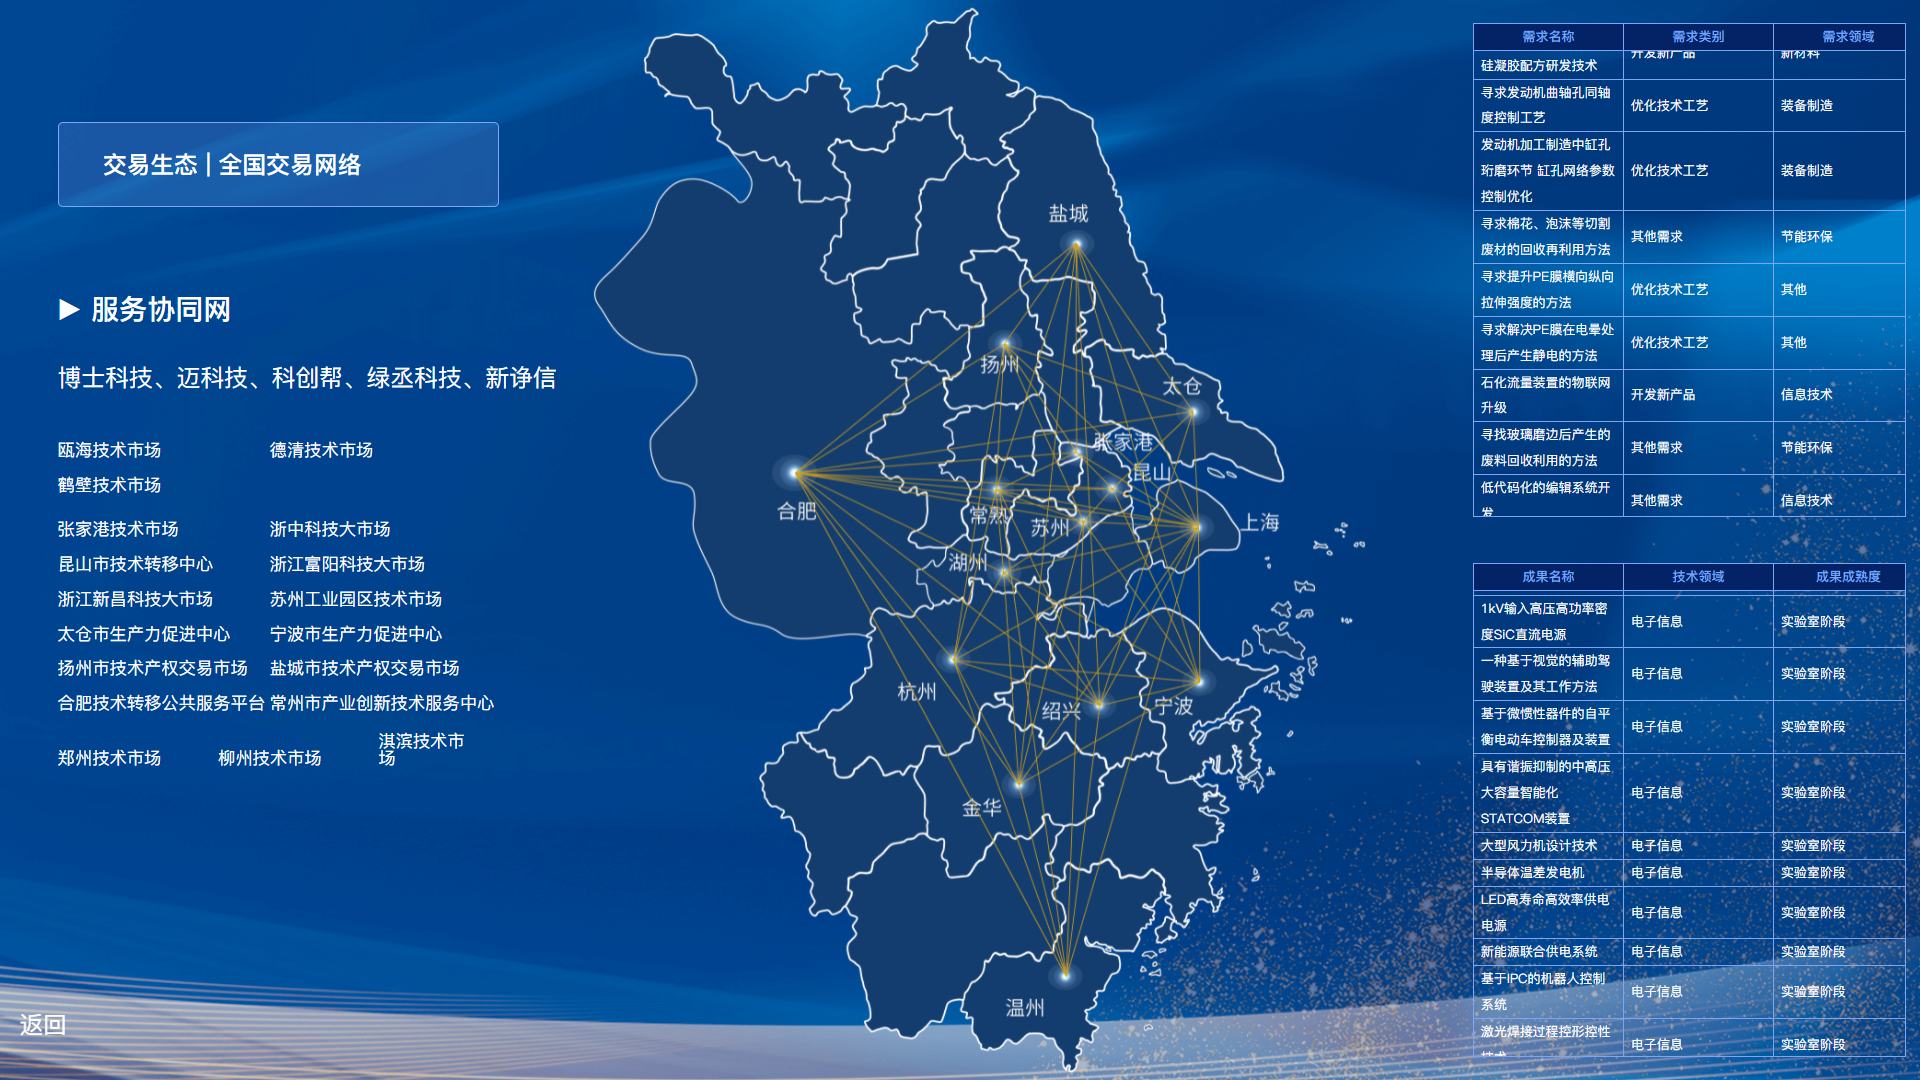 交易生态 | 全国交易网络
▶ 服务协同网
博士科技、迈科技、科创帮、绿丞科技、新诤信
瓯海技术市场 德清技术市场
鹤壁技术市场
张家港技术市场 浙中科技大市场
昆山市技术转移中心 浙江富阳科技大市场
浙江新昌科技大市场 苏州工业园区技术市场
太仓市生产力促进中心 宁波市生产力促进中心
扬州市技术产权交易市场 盐城市技术产权交易市场
合肥技术转移公共服务平台 常州市产业创新技术服务中心
郑州技术市场 柳州技术市场 淇滨技术市
场
返回
盐城
扬州
太仓
张家港
昆山
合肥
常熟
苏州
上海
湖州
杭州
绍兴
宁波
金华
温州
需求名称 需求类别 需求领域
硅凝胶配方研发技术 开发新产品 新材料
寻求发动机曲轴孔同轴
度控制工艺 优化技术工艺 装备制造
发动机加工制造中缸孔
珩磨环节 缸孔网络参数
控制优化 优化技术工艺 装备制造
寻求棉花、泡沫等切割
废材的回收再利用方法 其他需求 节能环保
寻求提升PE膜横向纵向
拉伸强度的方法 优化技术工艺 其他
寻求解决PE膜在电晕处
理后产生静电的方法 优化技术工艺 其他
石化流量装置的物联网
升级 开发新产品 信息技术
寻找玻璃磨边后产生的
废料回收利用的方法 其他需求 节能环保
低代码化的编辑系统开
发 其他需求 信息技术
成果名称 技术领域 成果成熟度
1kV输入高压高功率密
度SiC直流电源 电子信息 实验室阶段
一种基于视觉的辅助驾
驶装置及其工作方法 电子信息 实验室阶段
基于微惯性器件的自平
衡电动车控制器及装置 电子信息 实验室阶段
具有谐振抑制的中高压
大容量智能化
STATCOM装置 电子信息 实验室阶段
大型风力机设计技术 电子信息 实验室阶段
半导体温差发电机 电子信息 实验室阶段
LED高寿命高效率供电
电源 电子信息 实验室阶段
新能源联合供电系统 电子信息 实验室阶段
基于IPC的机器人控制
系统 电子信息 实验室阶段
激光焊接过程控形控性
技术 电子信息 实验室阶段